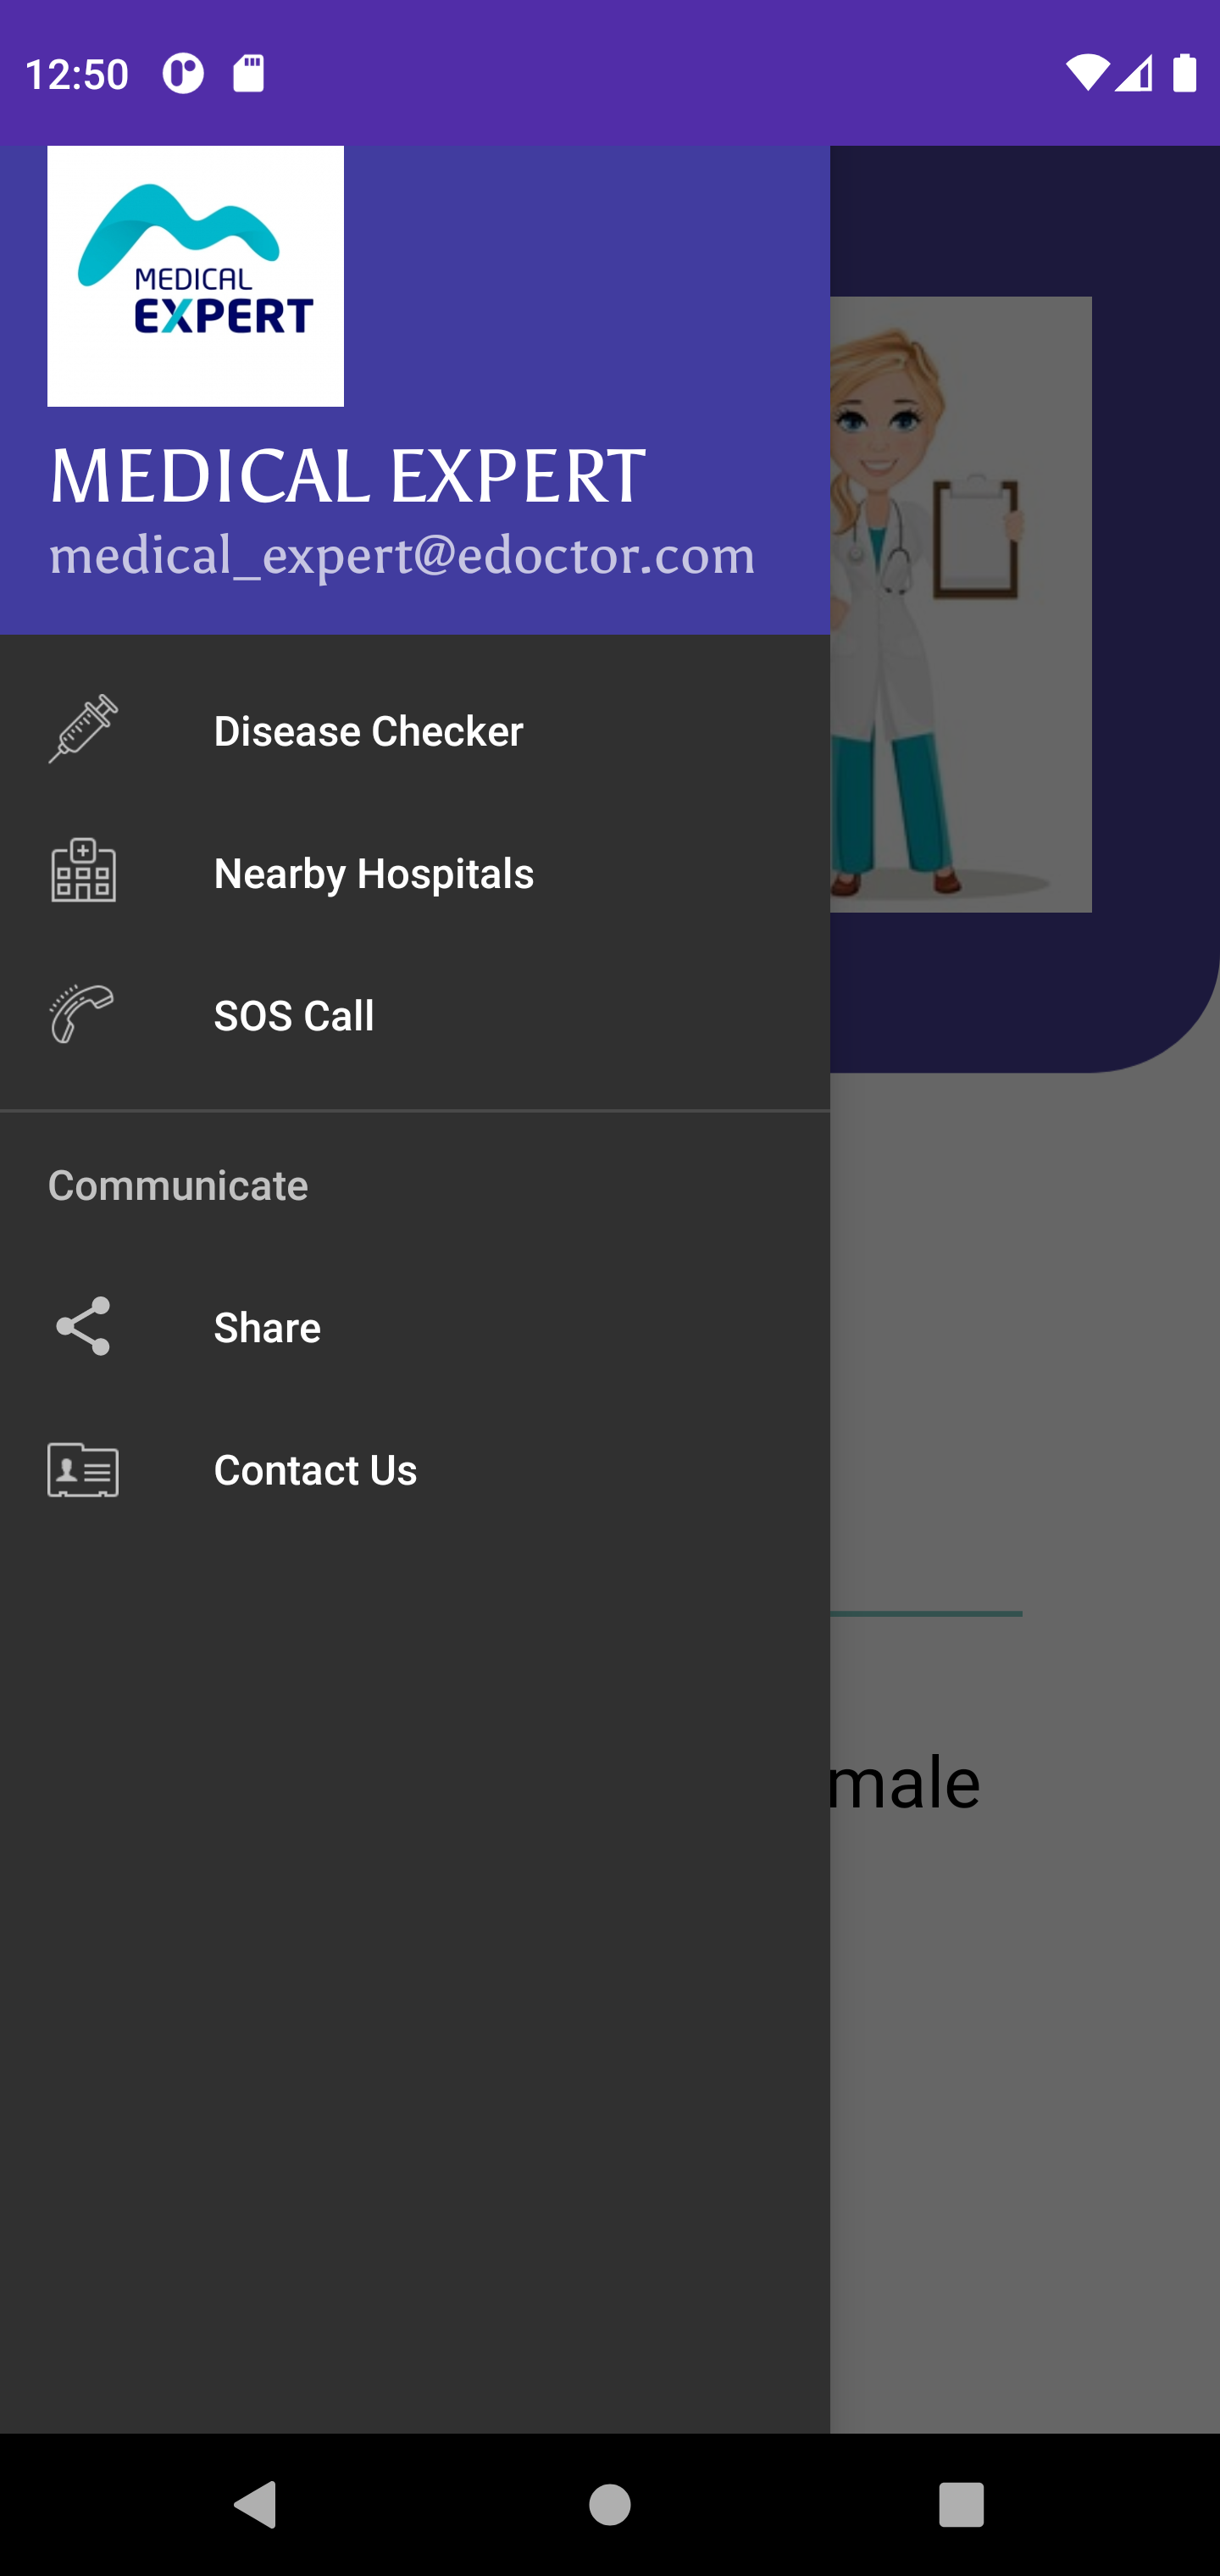 12:50
MEDICAL
EXPERT
MEDICAL EXPERT
medical_expert@edoctor.com
Disease Checker
Nearby Hospitals
SOS Call
Communicate
Share
Contact Us
male